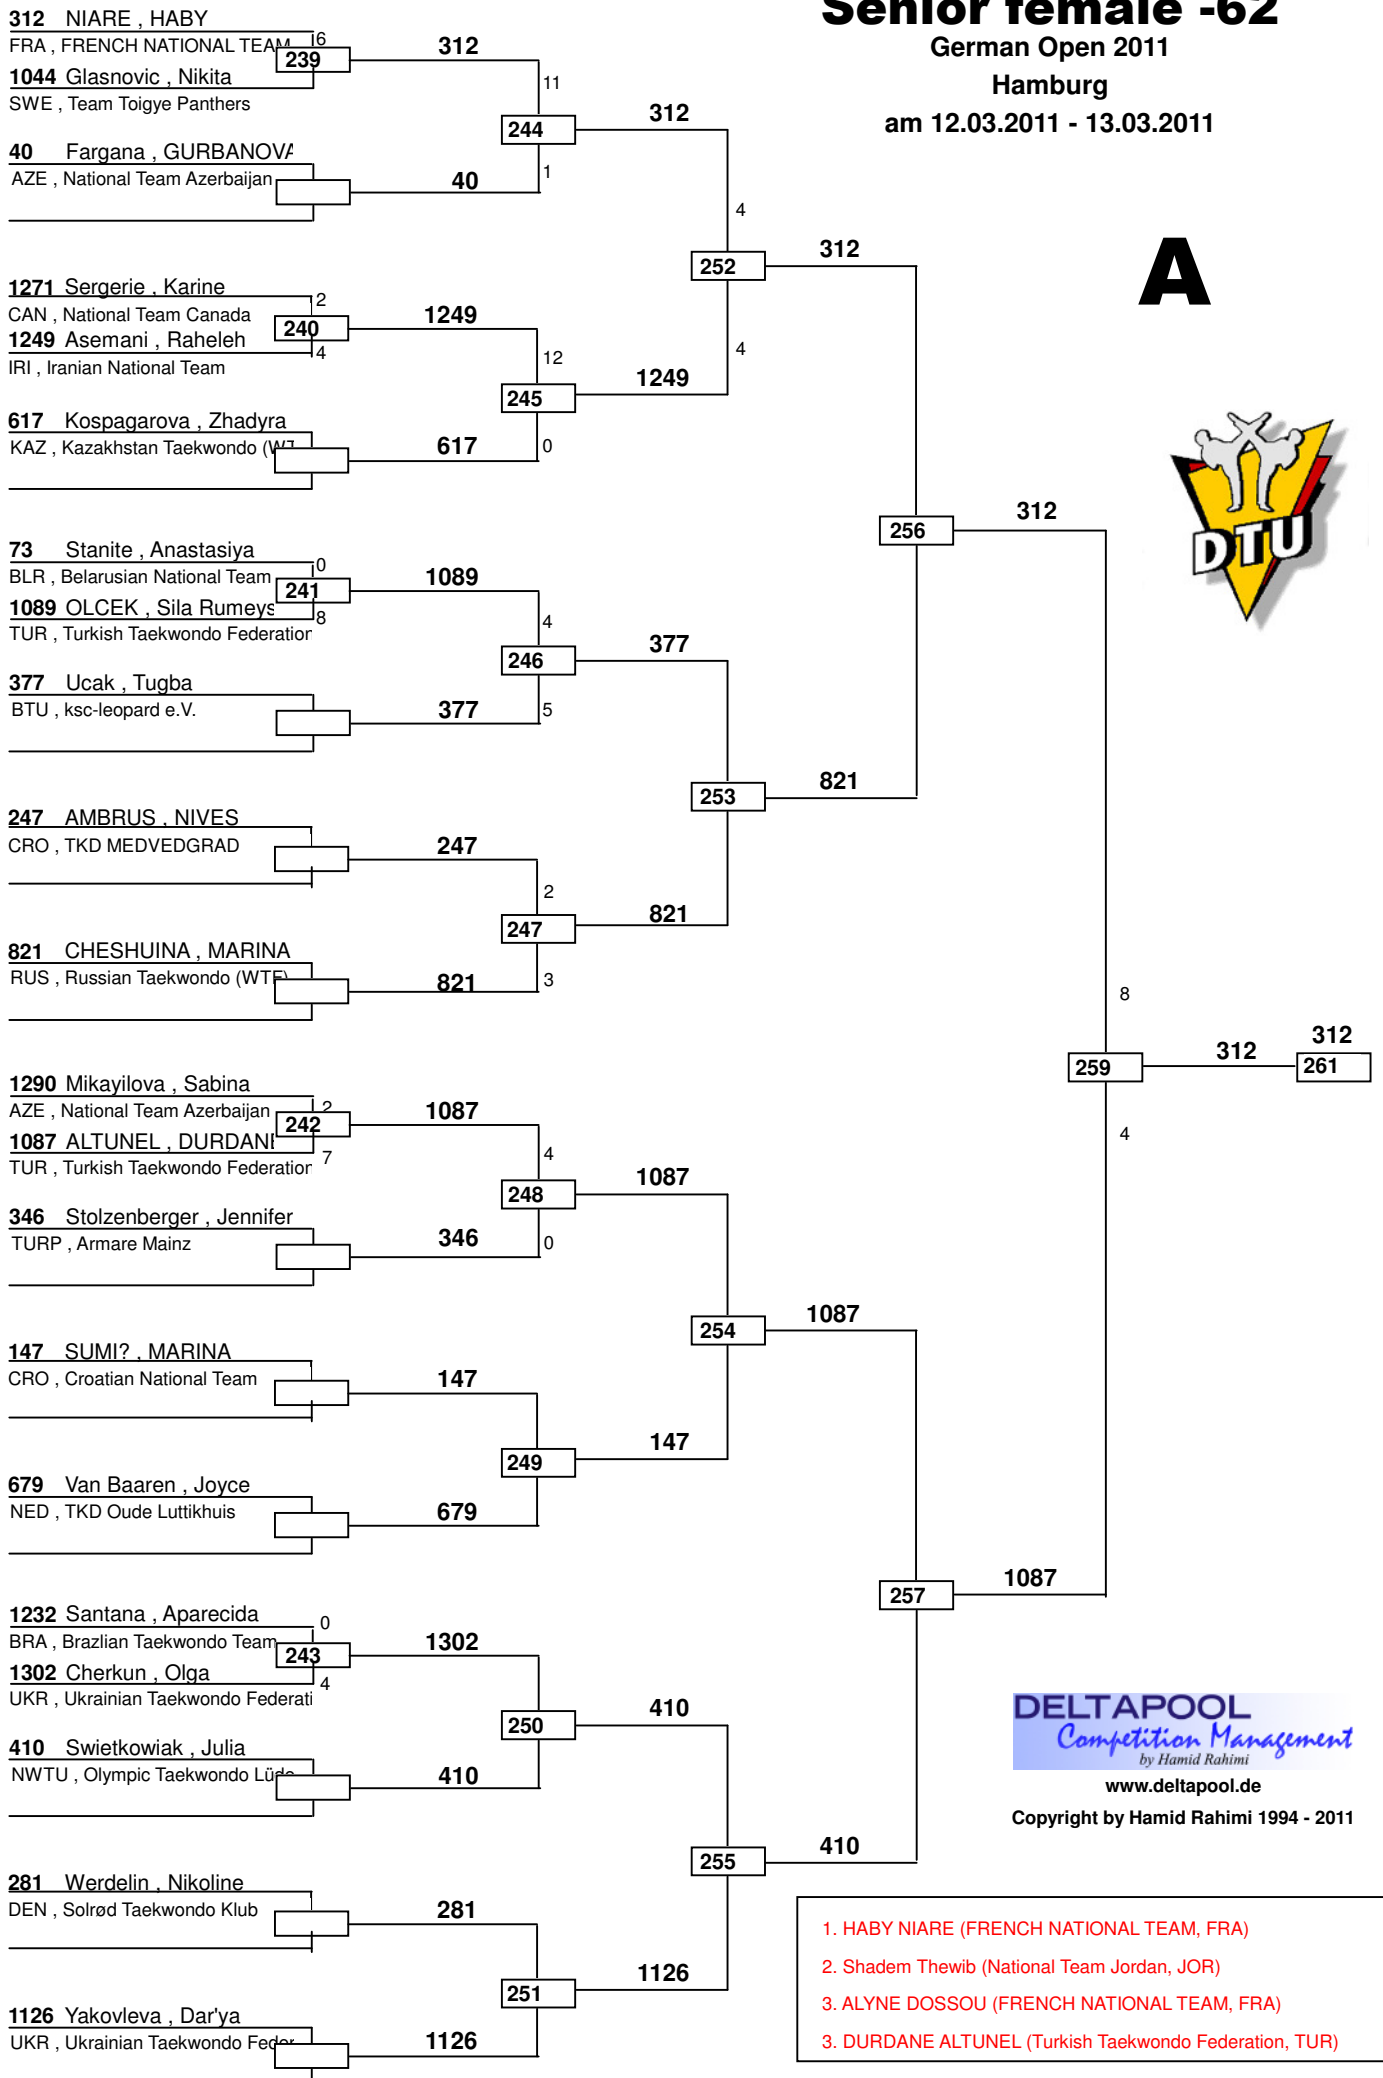 Senior female -62
German Open 2011
Hamburg
am 12.03.2011 - 13.03.2011
A
312 NIARE , HABY
FRA , FRENCH NATIONAL TEAM
6
239
312
1044 Glasnovic , Nikita
SWE , Team Toigye Panthers
11
244
312
40 Fargana , GURBANOVA
AZE , National Team Azerbaijan
40
1
4
252
312
1271 Sergerie , Karine
CAN , National Team Canada
2
240
1249
1249 Asemani , Raheleh
4
IRI , Iranian National Team
12
245
1249
4
617 Kospagarova , Zhadyra
KAZ , Kazakhstan Taekwondo
617
0
256
312
DTU
73 Stanite , Anastasiya
BLR , Belarusian National Team
0
241
1089
1089 OLCEK , Sila Rumeys
8
TUR , Turkish Taekwondo Federation
4
246
377
377 Ucak , Tugba
BTU , ksc-leopard e.V.
377
5
253
821
247 AMBRUS , NIVES
CRO , TKD MEDVEDGRAD
247
2
247
821
821 CHESHUINA , MARINA
RUS , Russian Taekwondo (WTF)
821
3
8
259
312
312
261
4
1290 Mikayilova , Sabina
AZE , National Team Azerbaijan
2
242
1087
1087 ALTUNEL , DURDANE
7
TUR , Turkish Taekwondo Federation
4
248
1087
346 Stolzenberger , Jennifer
TURP , Armare Mainz
346
0
254
1087
147 SUMI? , MARINA
CRO , Croatian National Team
147
249
147
679 Van Baaren , Joyce
NED , TKD Oude Luttikhuis
679
257
1087
1232 Santana , Aparecida
BRA , Brazlian Taekwondo Team
0
243
1302
1302 Cherkun , Olga
4
UKR , Ukrainian Taekwondo Federati
250
410
410 Swietkowiak , Julia
NWTU , Olympic Taekwondo
410
255
410
281 Werdelin , Nikoline
DEN , Solrød Taekwondo Klub
281
251
1126
1126 Yakovleva , Dar'ya
UKR , Ukrainian Taekwondo
1126
DELTAPOOL
Competition Management
by Hamid Rahimi
www.deltapool.de
Copyright by Hamid Rahimi 1994 - 2011
1. HABY NIARE (FRENCH NATIONAL TEAM, FRA)
2. Shadem Thewib (National Team Jordan, JOR)
3. ALYNE DOSSOU (FRENCH NATIONAL TEAM, FRA)
3. DURDANE ALTUNEL (Turkish Taekwondo Federation, TUR)